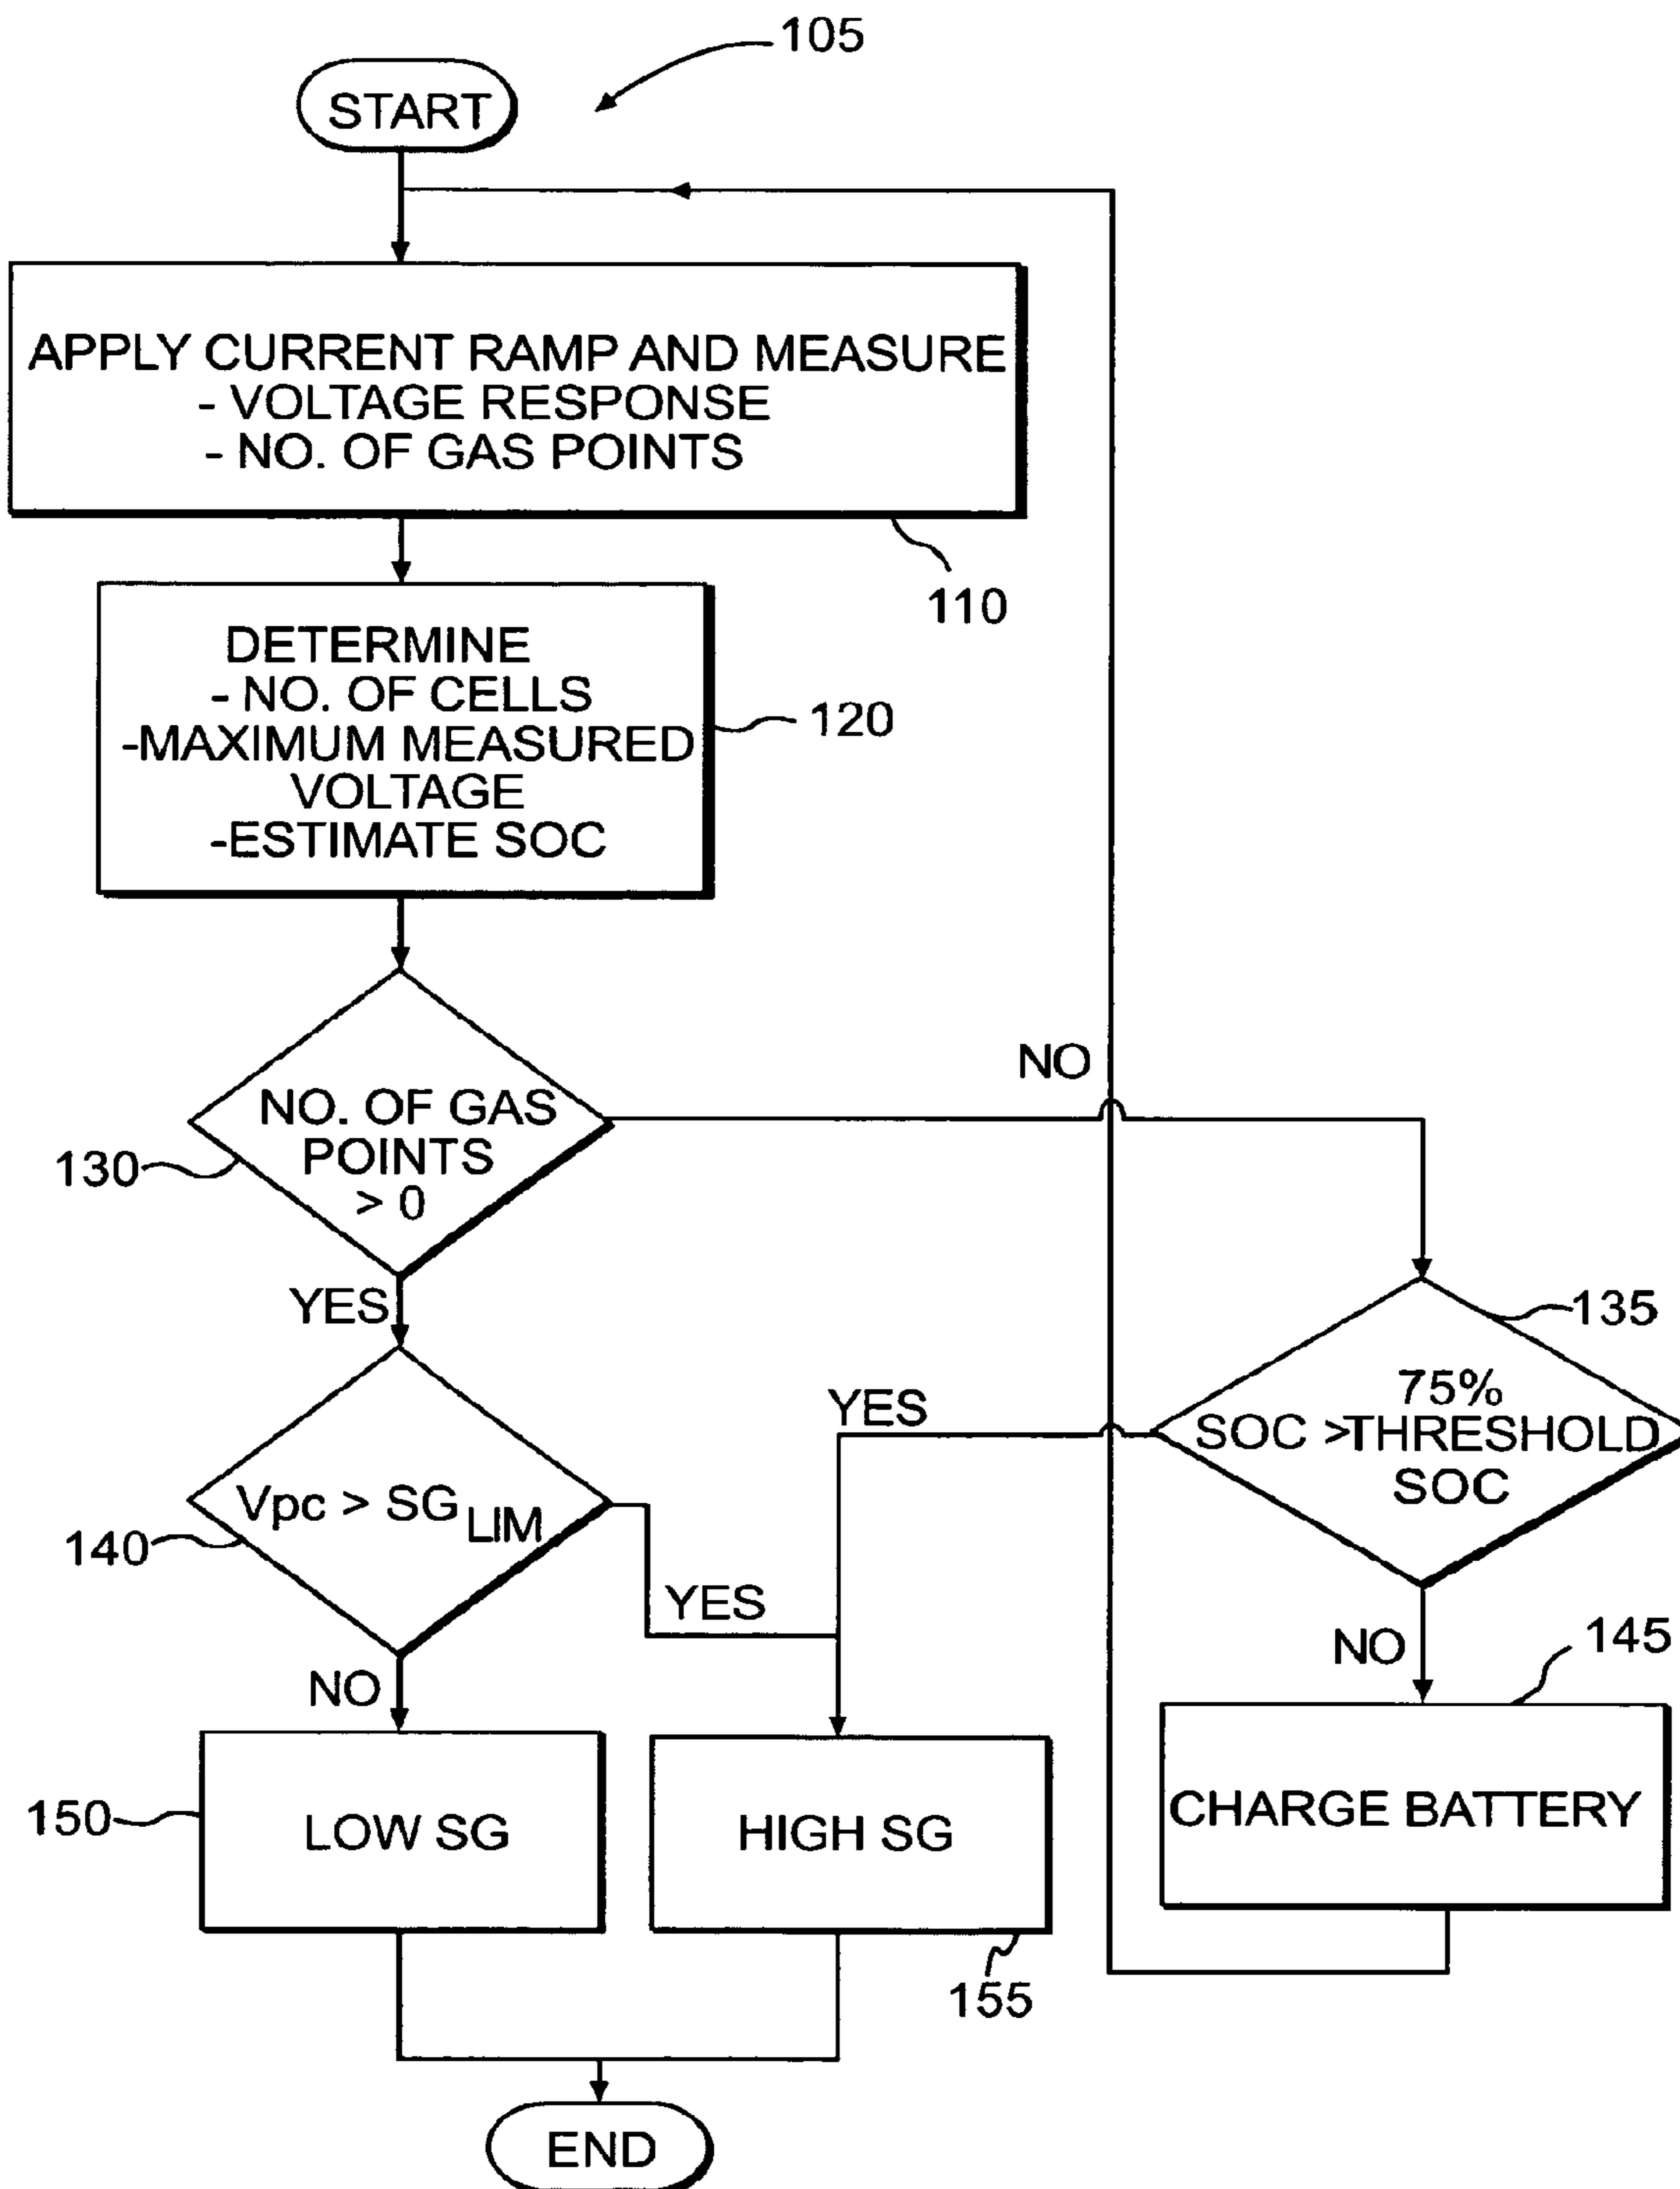 105
START
APPLY CURRENT RAMP AND MEASURE
- VOLTAGE RESPONSE
- NO. OF GAS POINTS
110
DETERMINE
- NO. OF CELLS
-MAXIMUM MEASURED
VOLTAGE
-ESTIMATE SOC
120
NO. OF GAS
POINTS
> 0
130
NO
YES
135
75%
SOC >THRESHOLD
SOC
YES
Vpc > SG LIM
140
YES
NO
NO
145
150
LOW SG
HIGH SG
CHARGE BATTERY
155
END